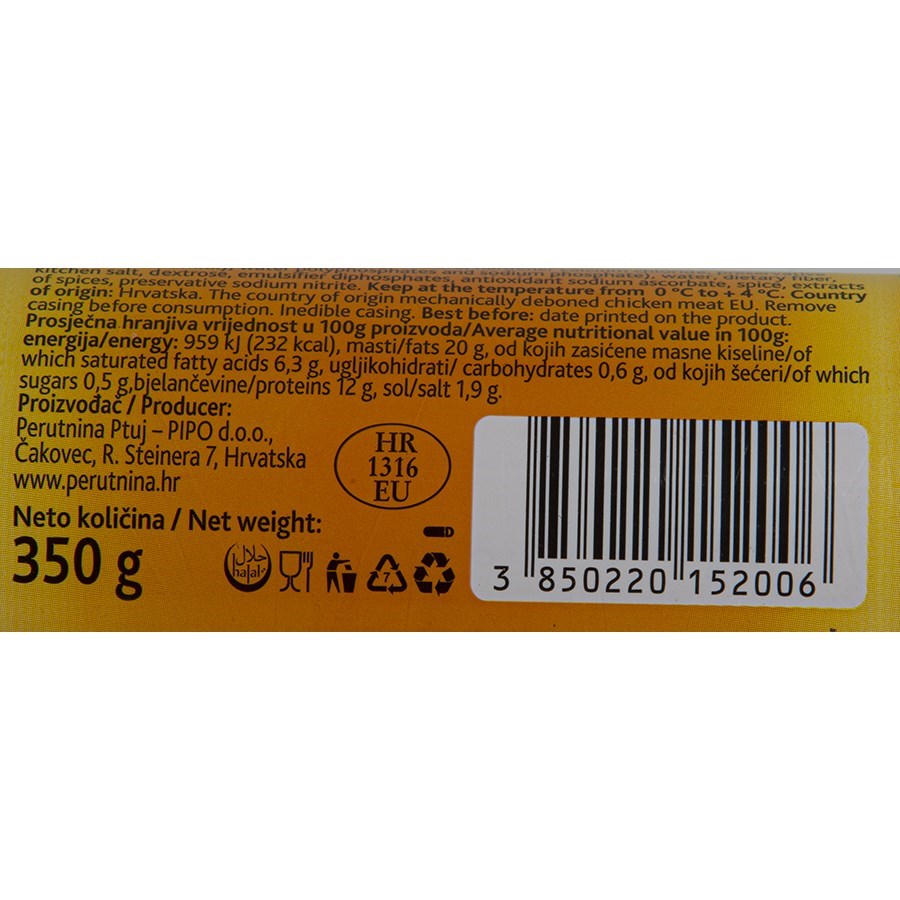 kitchen salt, dextrose, emulsifier diphosphates, antioxidant sodium ascorbate, spice, extracts
of spices, preservative sodium nitrite. Keep at the temperature from 0 °C to + 4 °C. Country
of origin: Hrvatska. The country of origin mechanically deboned chicken meat EU. Remove
casing before consumption. Inedible casing. Best before: date printed on the product.
Prosječna hranjiva vrijednost u 100g proizvoda/Average nutritional value in 100g:
energija/energy: 959 kJ (232 kcal), masti/fats 20 g, od kojih zasićene masne kiseline/of
which saturated fatty acids 6,3 g, ugljikohidrati/ carbohydrates 0,6 g, od kojih šećeri/of which
sugars 0,5 g,bjelančevine/proteins 12 g, sol/salt 1,9 g.
Proizvođač / Producer:
Perutnina Ptuj – PIPO d.o.o.,
Čakovec, R. Steinera 7, Hrvatska
www.perutnina.hr
HR
1316
EU
Neto količina / Net weight:
350 g
حلال
halal
7
3 850220 152006